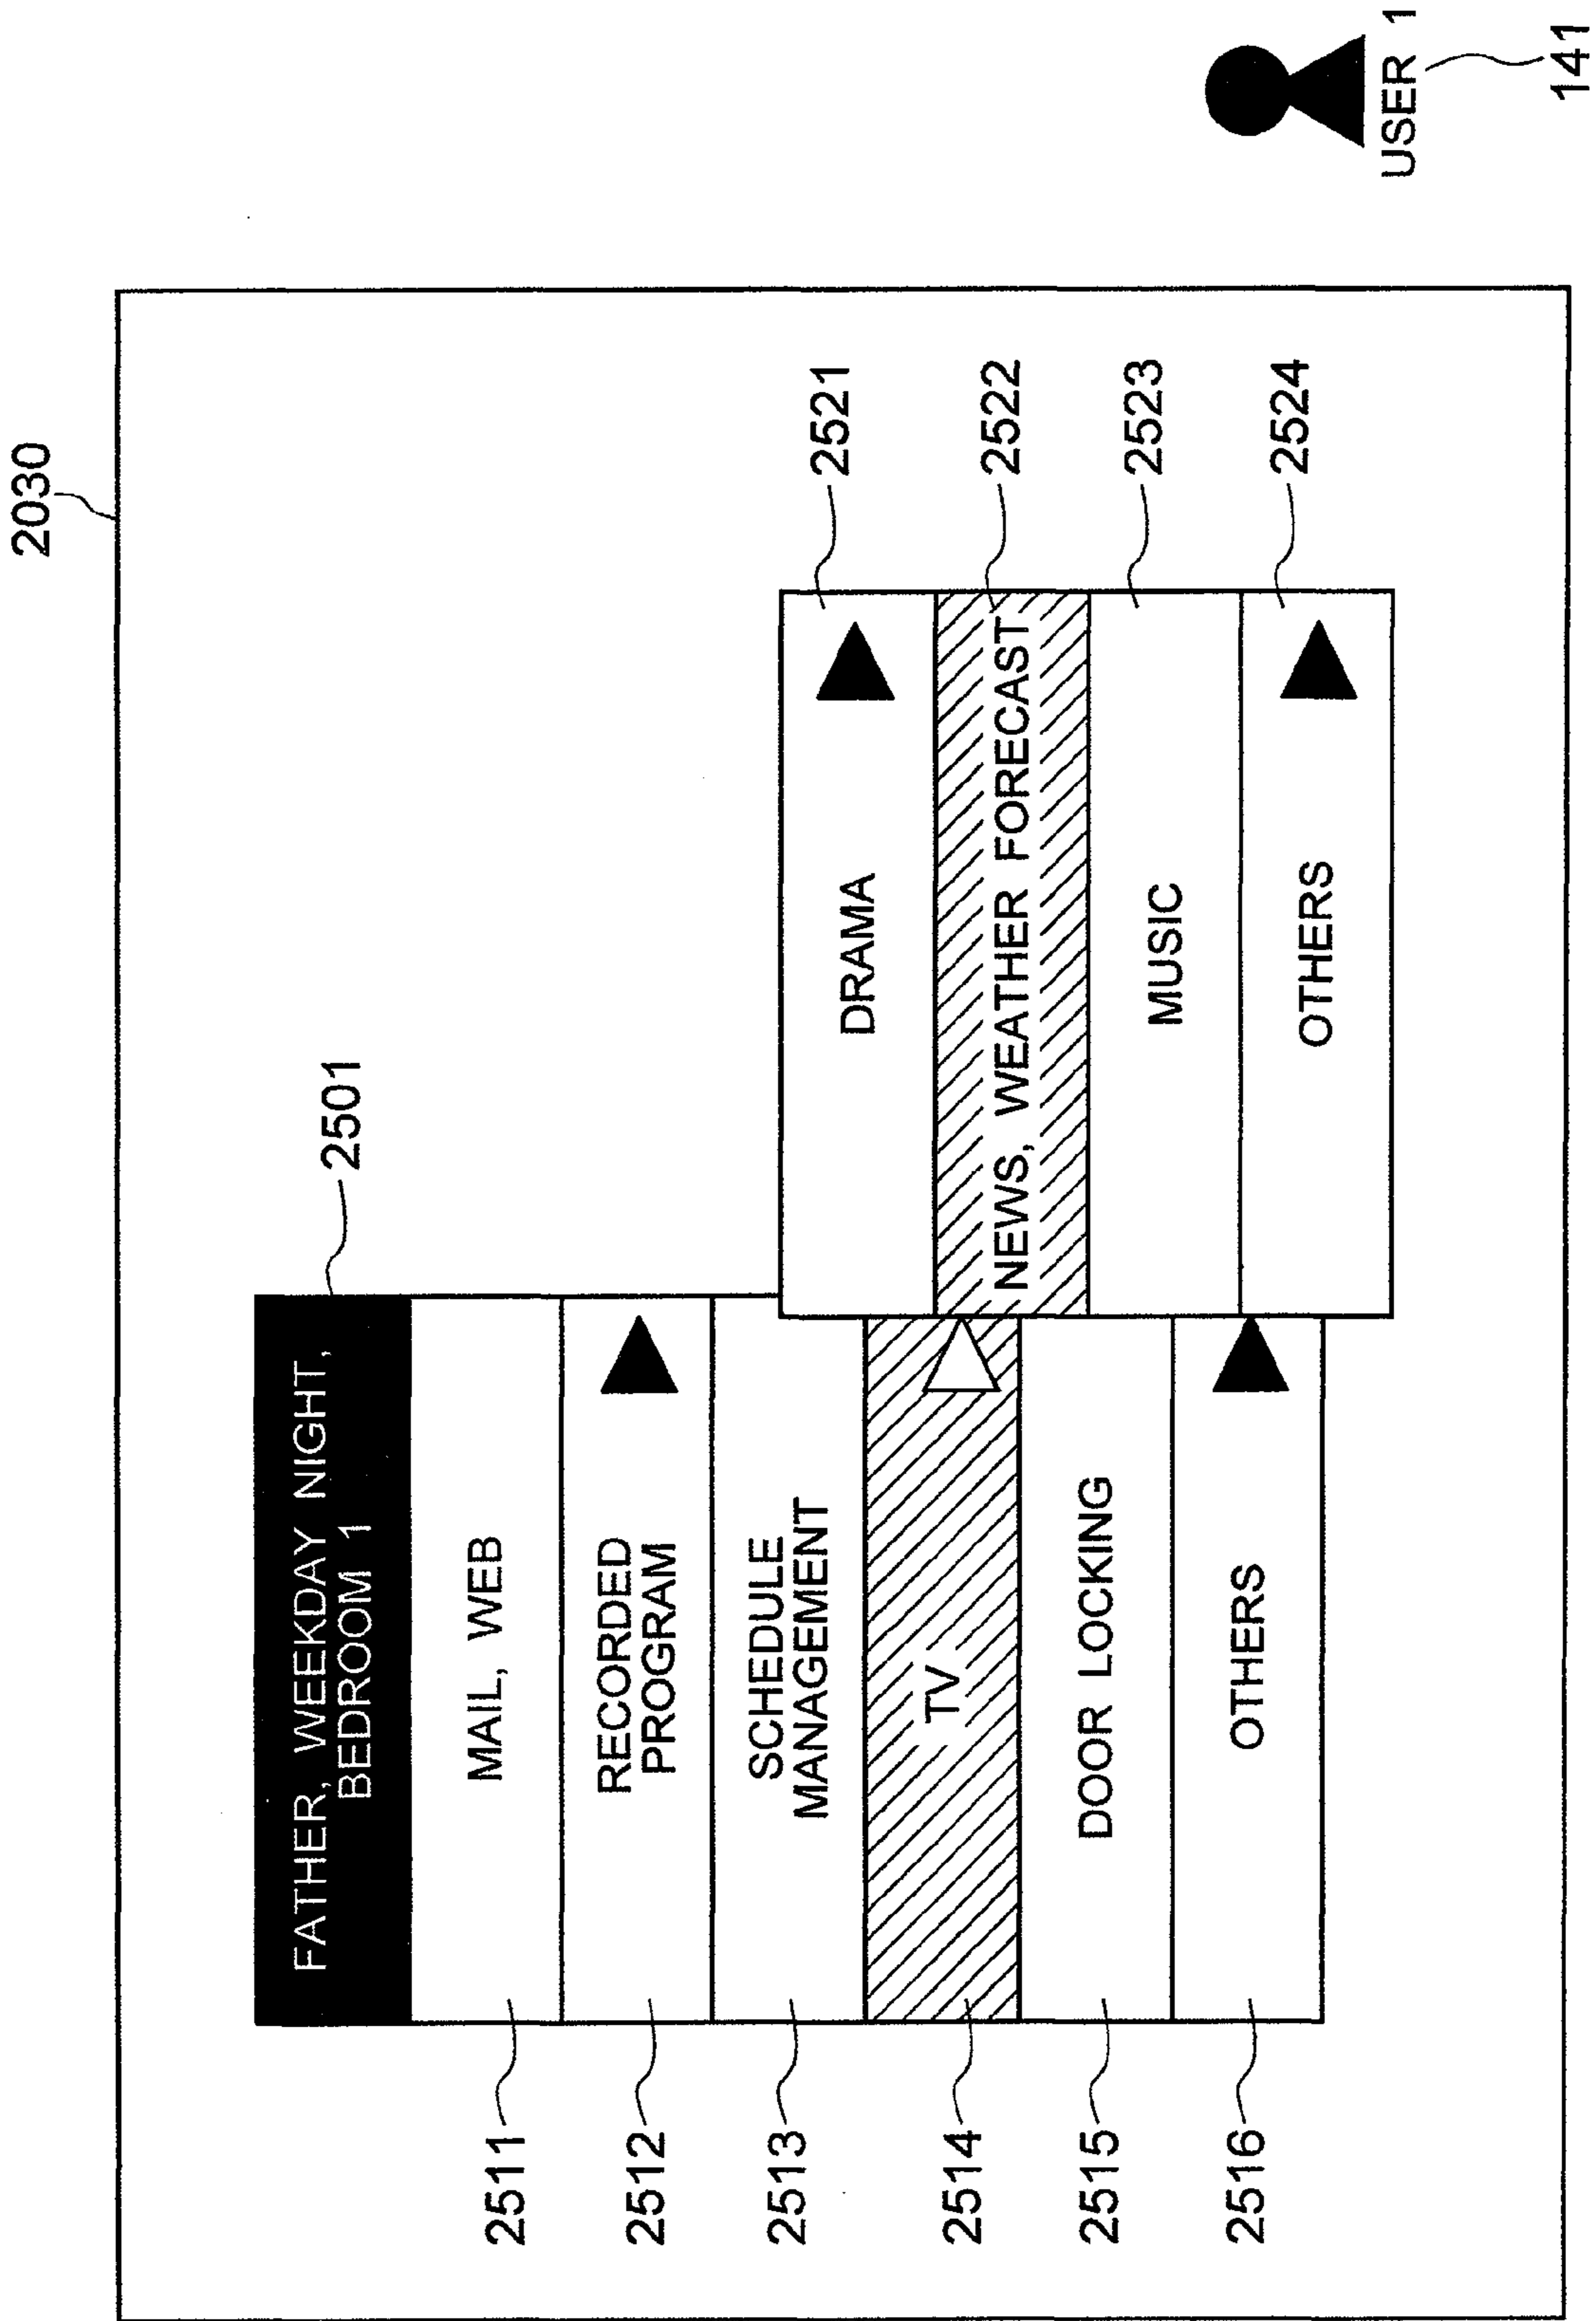 2030
FATHER, WEEKDAY NIGHT,
BEDROOM 1
2501
2511
MAIL, WEB
2512
RECORDED
PROGRAM
2513
SCHEDULE
MANAGEMENT
2514
TV
2515
DOOR LOCKING
2516
OTHERS
DRAMA
2521
NEWS, WEATHER FORECAST
2522
MUSIC
2523
OTHERS
2524
USER 1
141